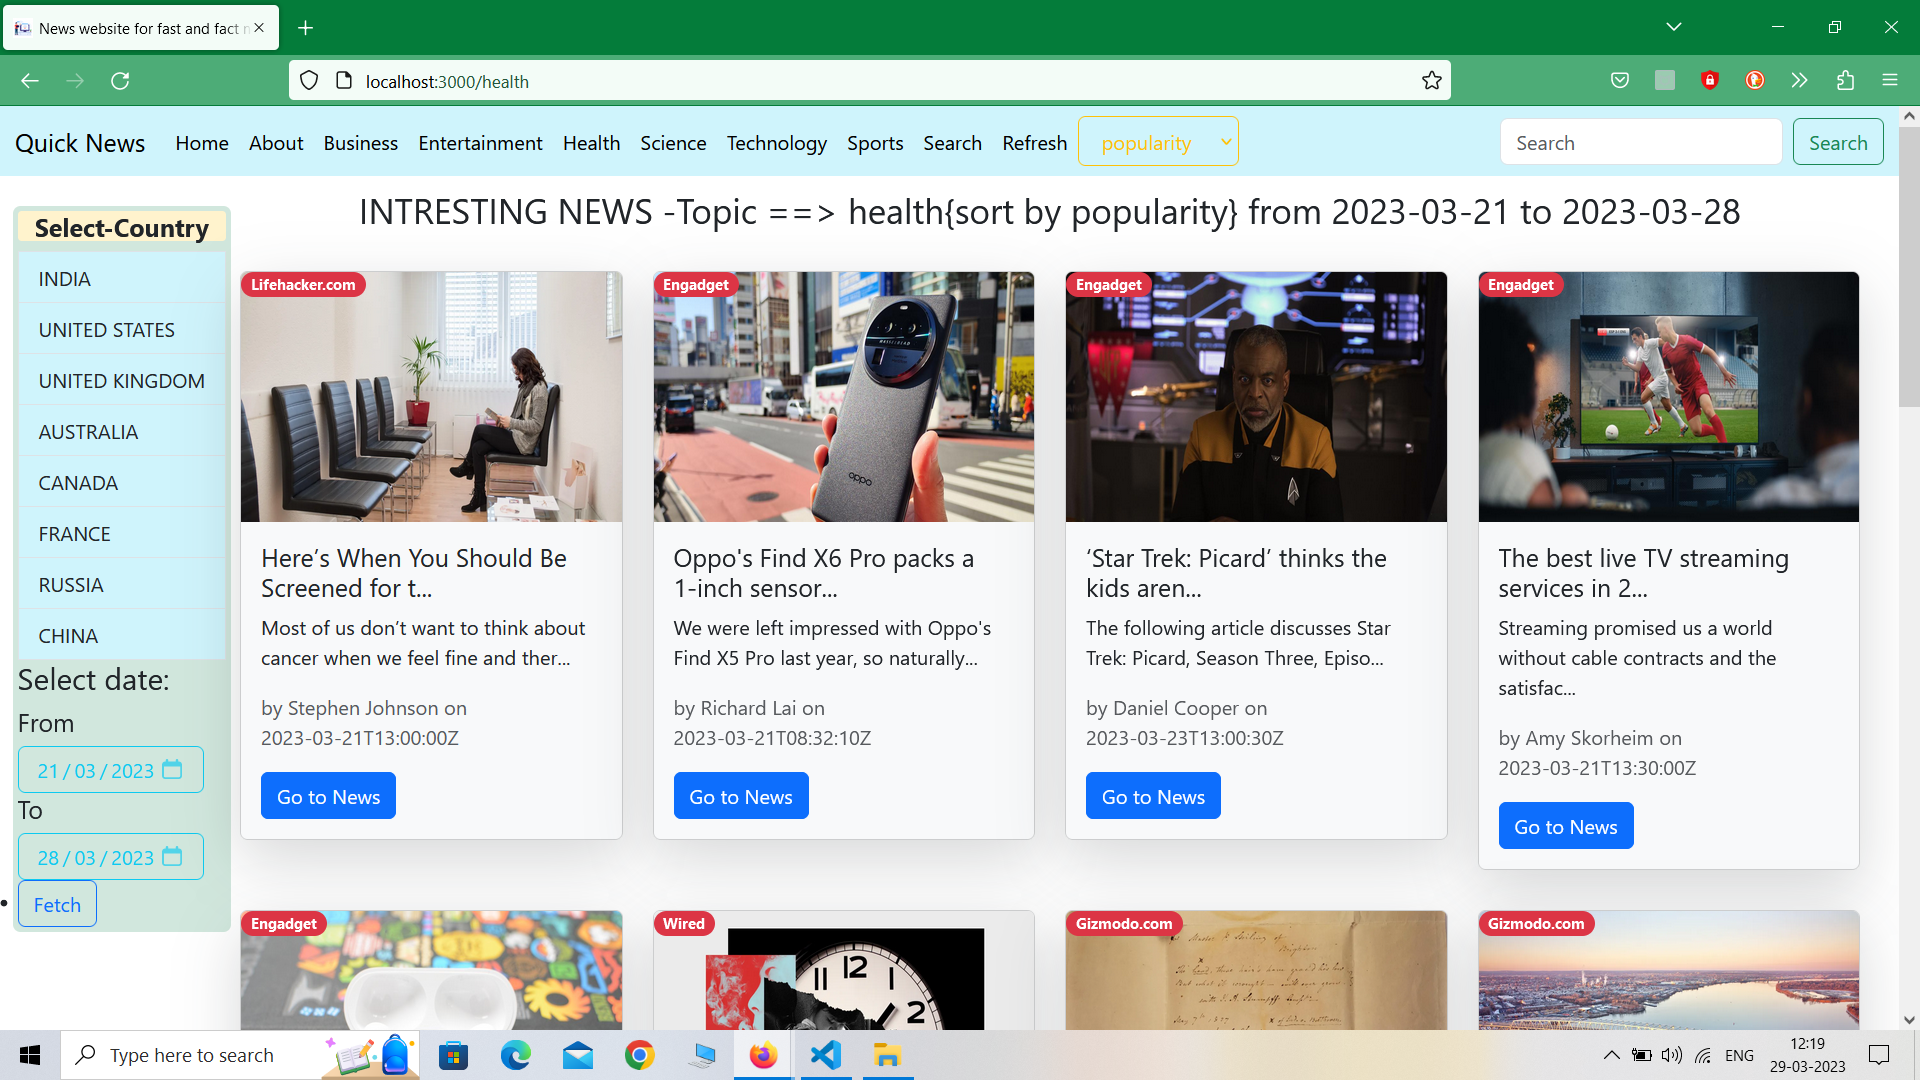 News website for fast and fact n
localhost:3000/health
Quick News
Home
About
Business
Entertainment
Health
Science
Technology
Sports
Search
Refresh
popularity
Search
Search
INTRESTING NEWS -Topic ==> health{sort by popularity} from 2023-03-21 to 2023-03-28
Select-Country
INDIA
UNITED STATES
UNITED KINGDOM
AUSTRALIA
CANADA
FRANCE
RUSSIA
CHINA
Select date:
From
21/03/2023
To
28/03/2023
Fetch
Lifehacker.com
Here’s When You Should Be
Screened for t...
Most of us don’t want to think about
cancer when we feel fine and ther...
by Stephen Johnson on
2023-03-21T13:00:00Z
Go to News
Engadget
HASSELBLAD
oppo
Oppo's Find X6 Pro packs a
1-inch sensor...
We were left impressed with Oppo's
Find X5 Pro last year, so naturally...
by Richard Lai on
2023-03-21T08:32:10Z
Go to News
Engadget
‘Star Trek: Picard’ thinks the
kids aren...
The following article discusses Star
Trek: Picard, Season Three, Episo...
by Daniel Cooper on
2023-03-23T13:00:30Z
Go to News
Engadget
The best live TV streaming
services in 2...
Streaming promised us a world
without cable contracts and the
satisfac...
by Amy Skorheim on
2023-03-21T13:30:00Z
Go to News
Engadget
Wired
11 12
2
Gizmodo.com
Gizmodo.com
Type here to search
ENG
12:19
29-03-2023